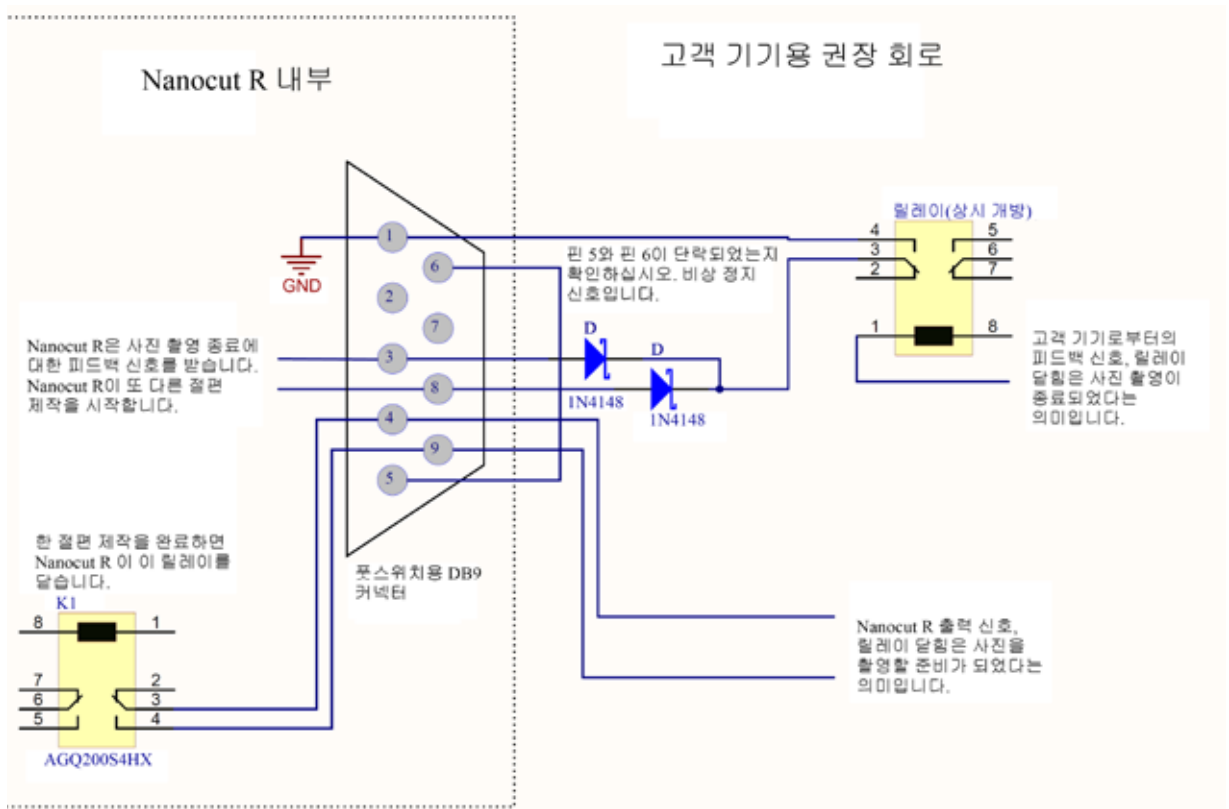 Nanocut R 내부
고객 기기용 권장 회로
릴레이(상시 개방)
4
5
3
6
2
7
1
8
고객 기기로부터의
피드백 신호, 릴레이
닫힘은 사진 촬영이
종료되었다는
의미입니다.
GND
1
6
2
7
3
8
4
9
5
핀 5와 핀 6이 단락되었는지
확인하십시오. 비상 정지
신호입니다.
D
D
1N4148
1N4148
Nanocut R은 사진 촬영 종료에
대한 피드백 신호를 받습니다.
Nanocut R이 또 다른 절편
제작을 시작합니다.
한 절편 제작을 완료하면
Nanocut R 이 이 릴레이를
닫습니다.
K1
8
1
7
2
6
3
5
4
AGQ200S4HX
풋스위치용 DB9
커넥터
Nanocut R 출력 신호,
릴레이 닫힘은 사진을
촬영할 준비가 되었다는
의미입니다.